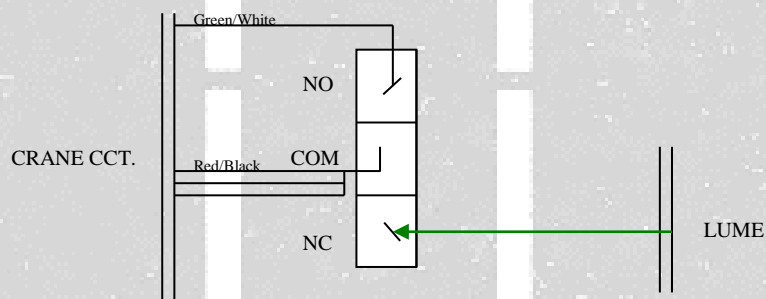 Green/White
NO
CRANE CCT.
Red/Black
COM
NC
LUME